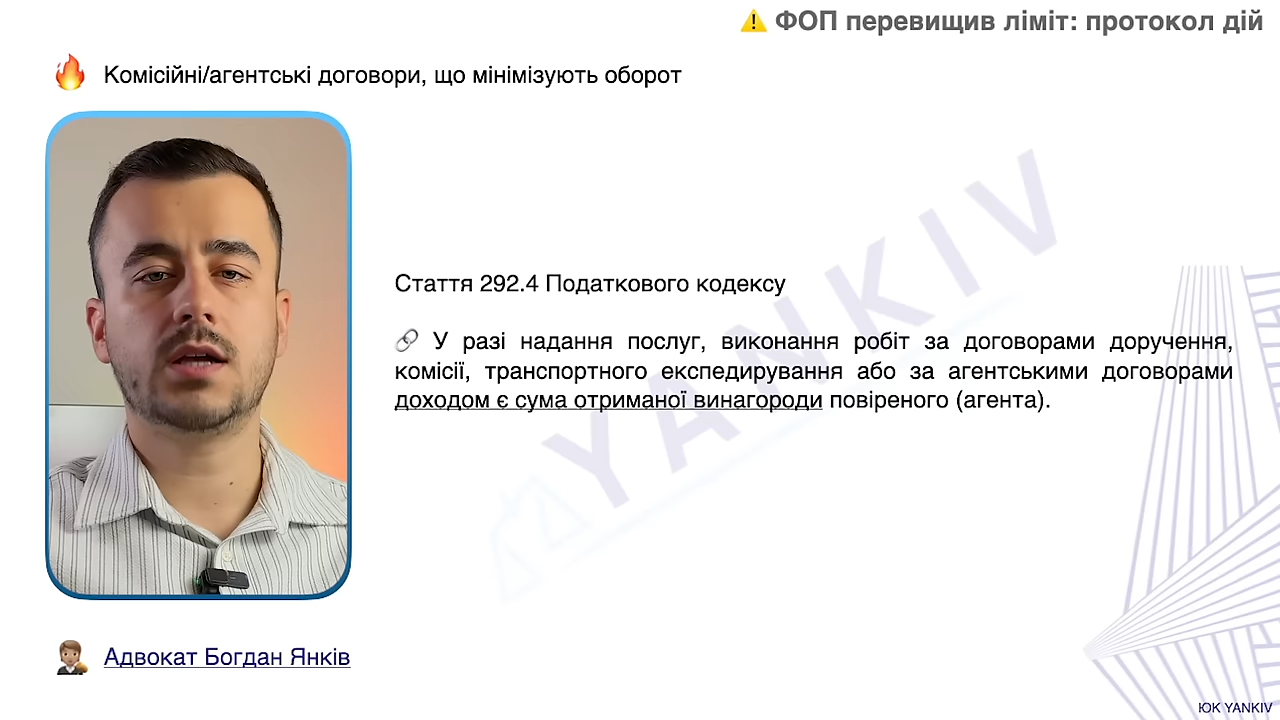 ⚠️ ФОП перевищив ліміт: протокол дій
🔥 Комісійні/агентські договори, що мінімізують оборот
Стаття 292.4 Податкового кодексу
🔗 У разі надання послуг, виконання робіт за договорами доручення,
комісії, транспортного експедирування або за агентськими договорами
доходом є сума отриманої винагороди повіреного (агента).
YANKIV
Адвокат Богдан Янків
ЮК YANKIV